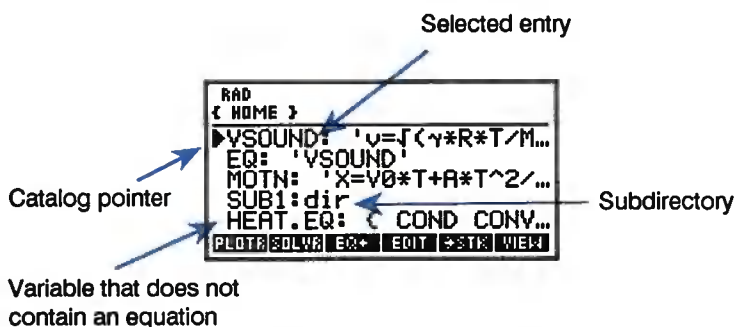 Selected entry
RAD
{ HOME }
VSOUND: 'v=√(γ*R*T/M…
EQ: 'VSOUND'
MOTN: 'X=V0*T+A*T^2/…
SUB1:dir
HEAT.EQ: { COND CONV…
PLOTR SOLVR EQ+ EDIT →STK VIEW
Catalog pointer
Subdirectory
Variable that does not
contain an equation